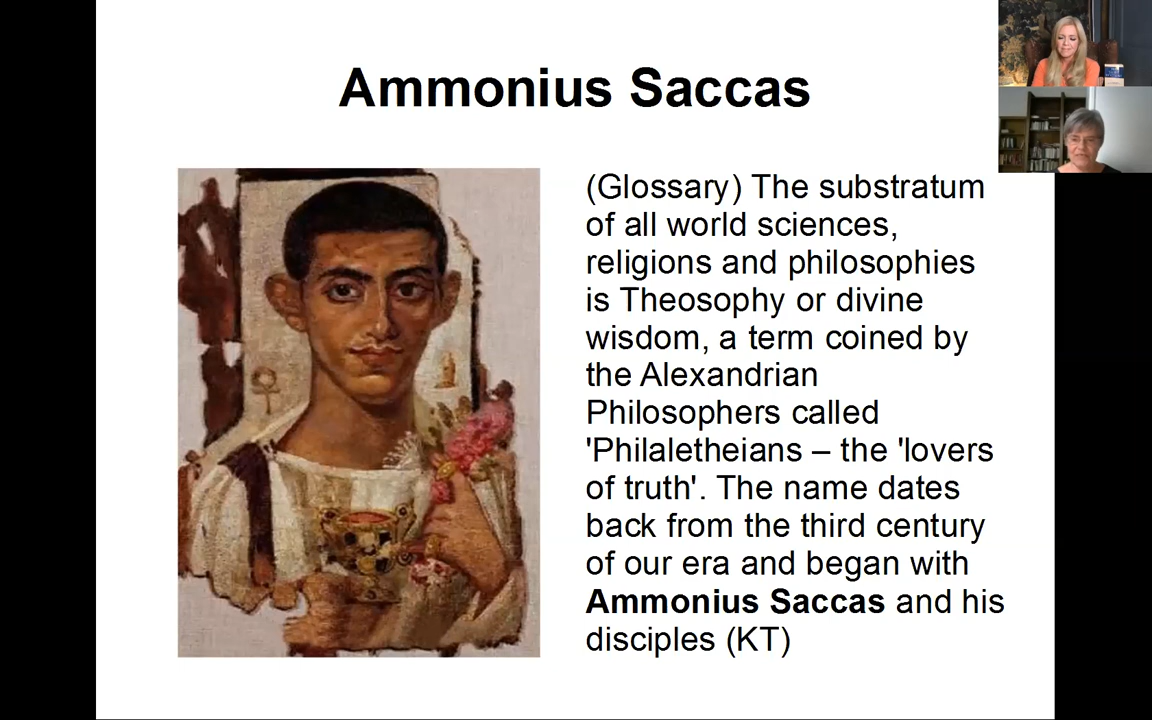 Ammonius Saccas
(Glossary) The substratum
of all world sciences,
religions and philosophies
is Theosophy or divine
wisdom, a term coined by
the Alexandrian
Philosophers called
'Philaletheians – the 'lovers
of truth'. The name dates
back from the third century
of our era and began with
Ammonius Saccas and his
disciples (KT)